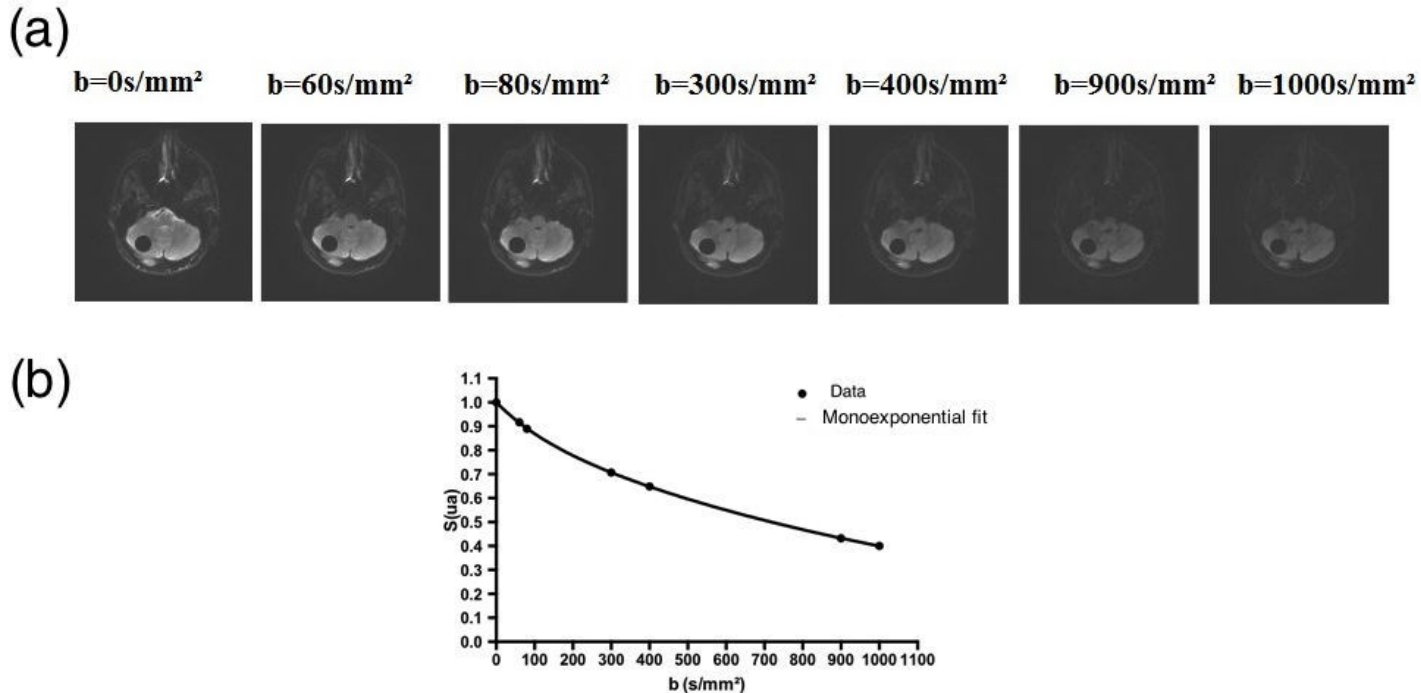 (a)
b=0s/mm² b=60s/mm² b=80s/mm² b=300s/mm² b=400s/mm² b=900s/mm² b=1000s/mm²
(b)
1.1
1.0
0.9
0.8
0.7
0.6
0.5
0.4
0.3
0.2
0.1
0.0
S(ua)
Data
Monoexponential fit
0 100 200 300 400 500 600 700 800 900 1000 1100
b (s/mm²)